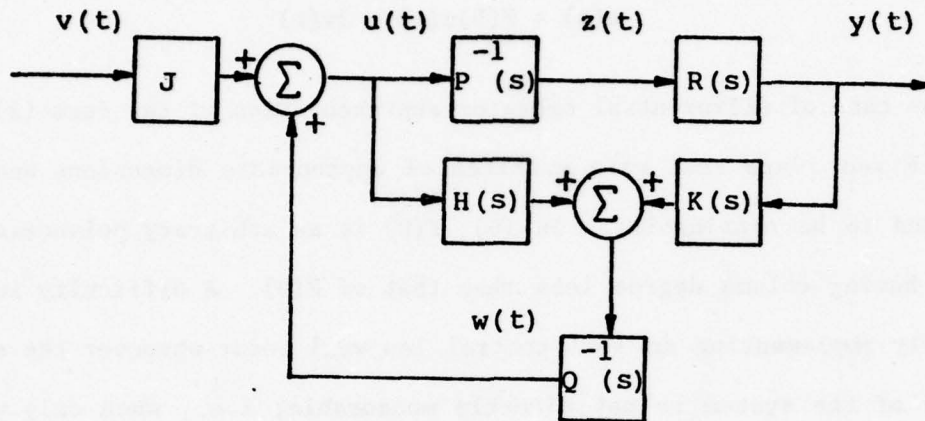 v(t) u(t) z(t) y(t)
J + Σ + P⁻¹(s) R(s)
H(s) + Σ + K(s)
w(t)
Q⁻¹(s)